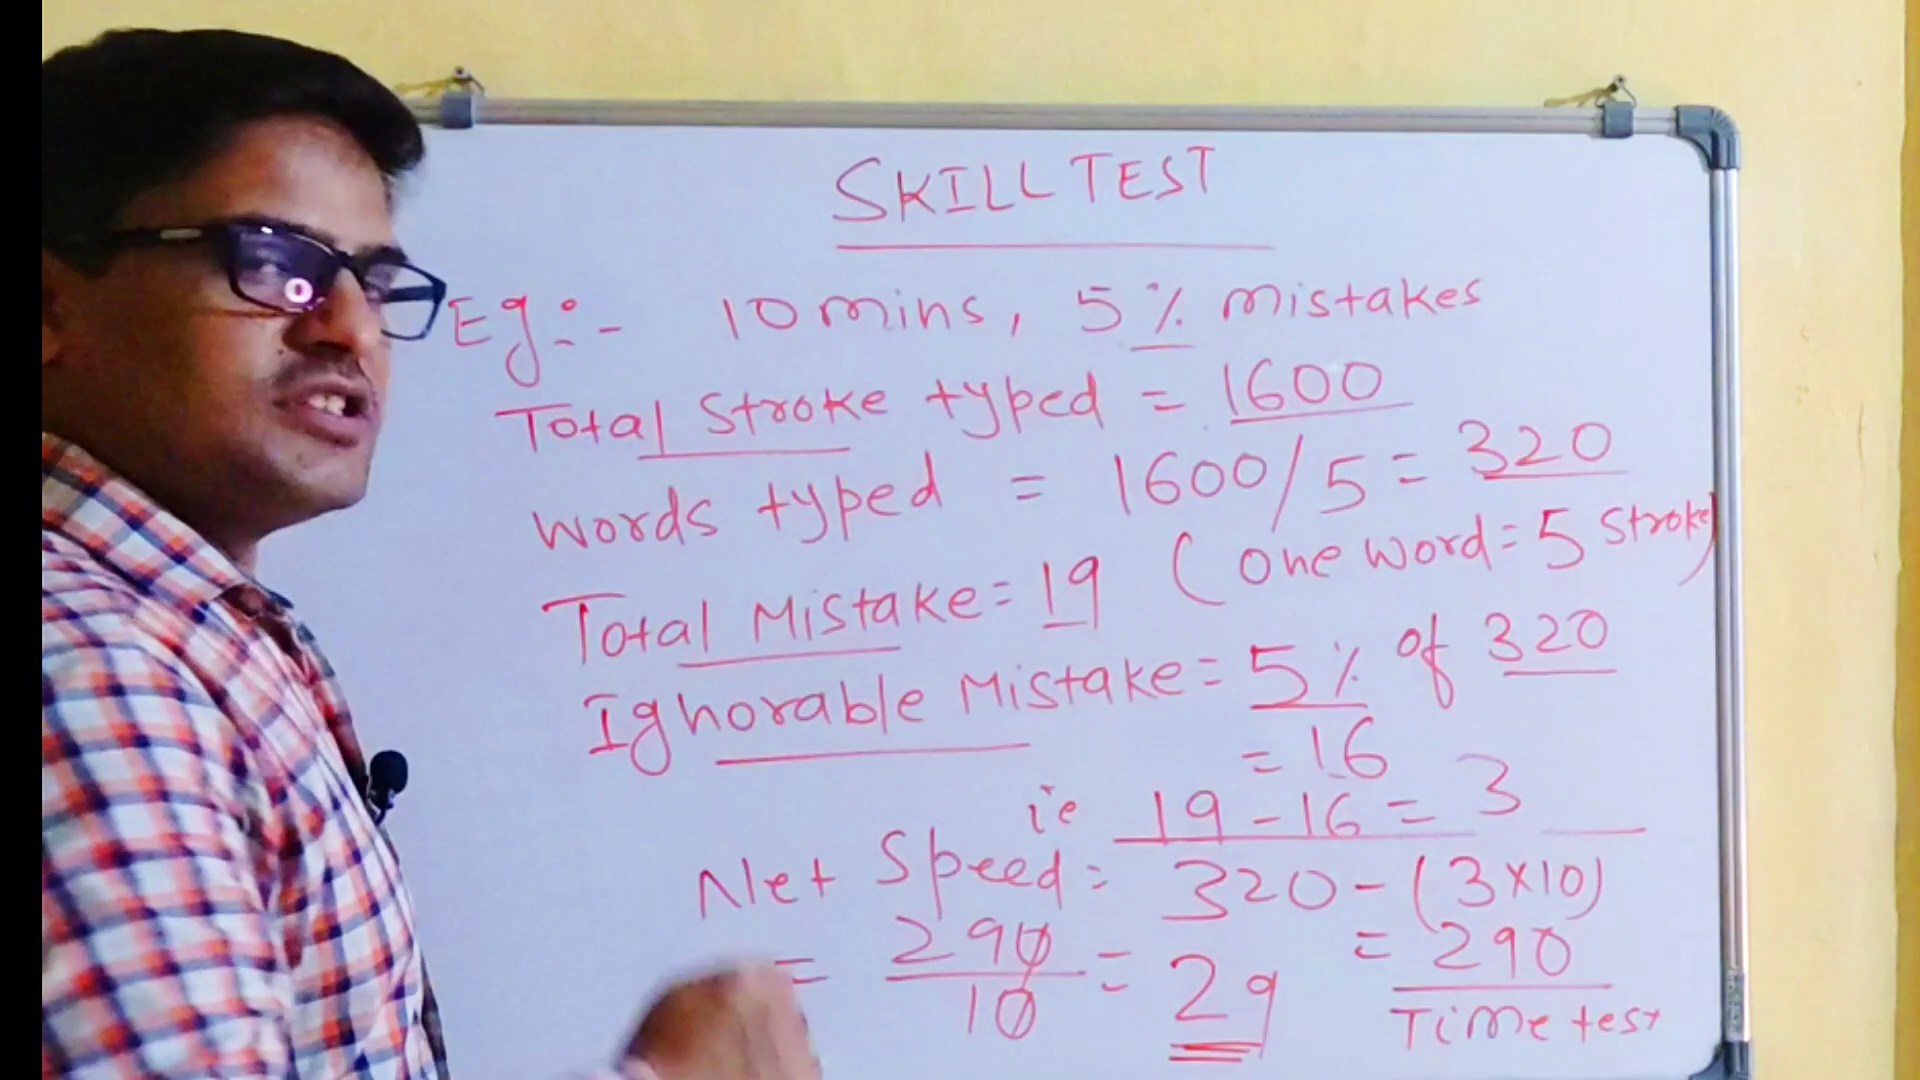 SKILL TEST
Eg:- 10 mins, 5% mistakes
Total Stroke typed = 1600
words typed = 1600/5 = 320
Total Mistake = 19 (one word = 5 Stroke)
Ighorable Mistake = 5% of 320
= 16
ie 19 - 16 = 3
Net Speed = 320 - (3x10)
= 290/10 = 29 = 290/Time test